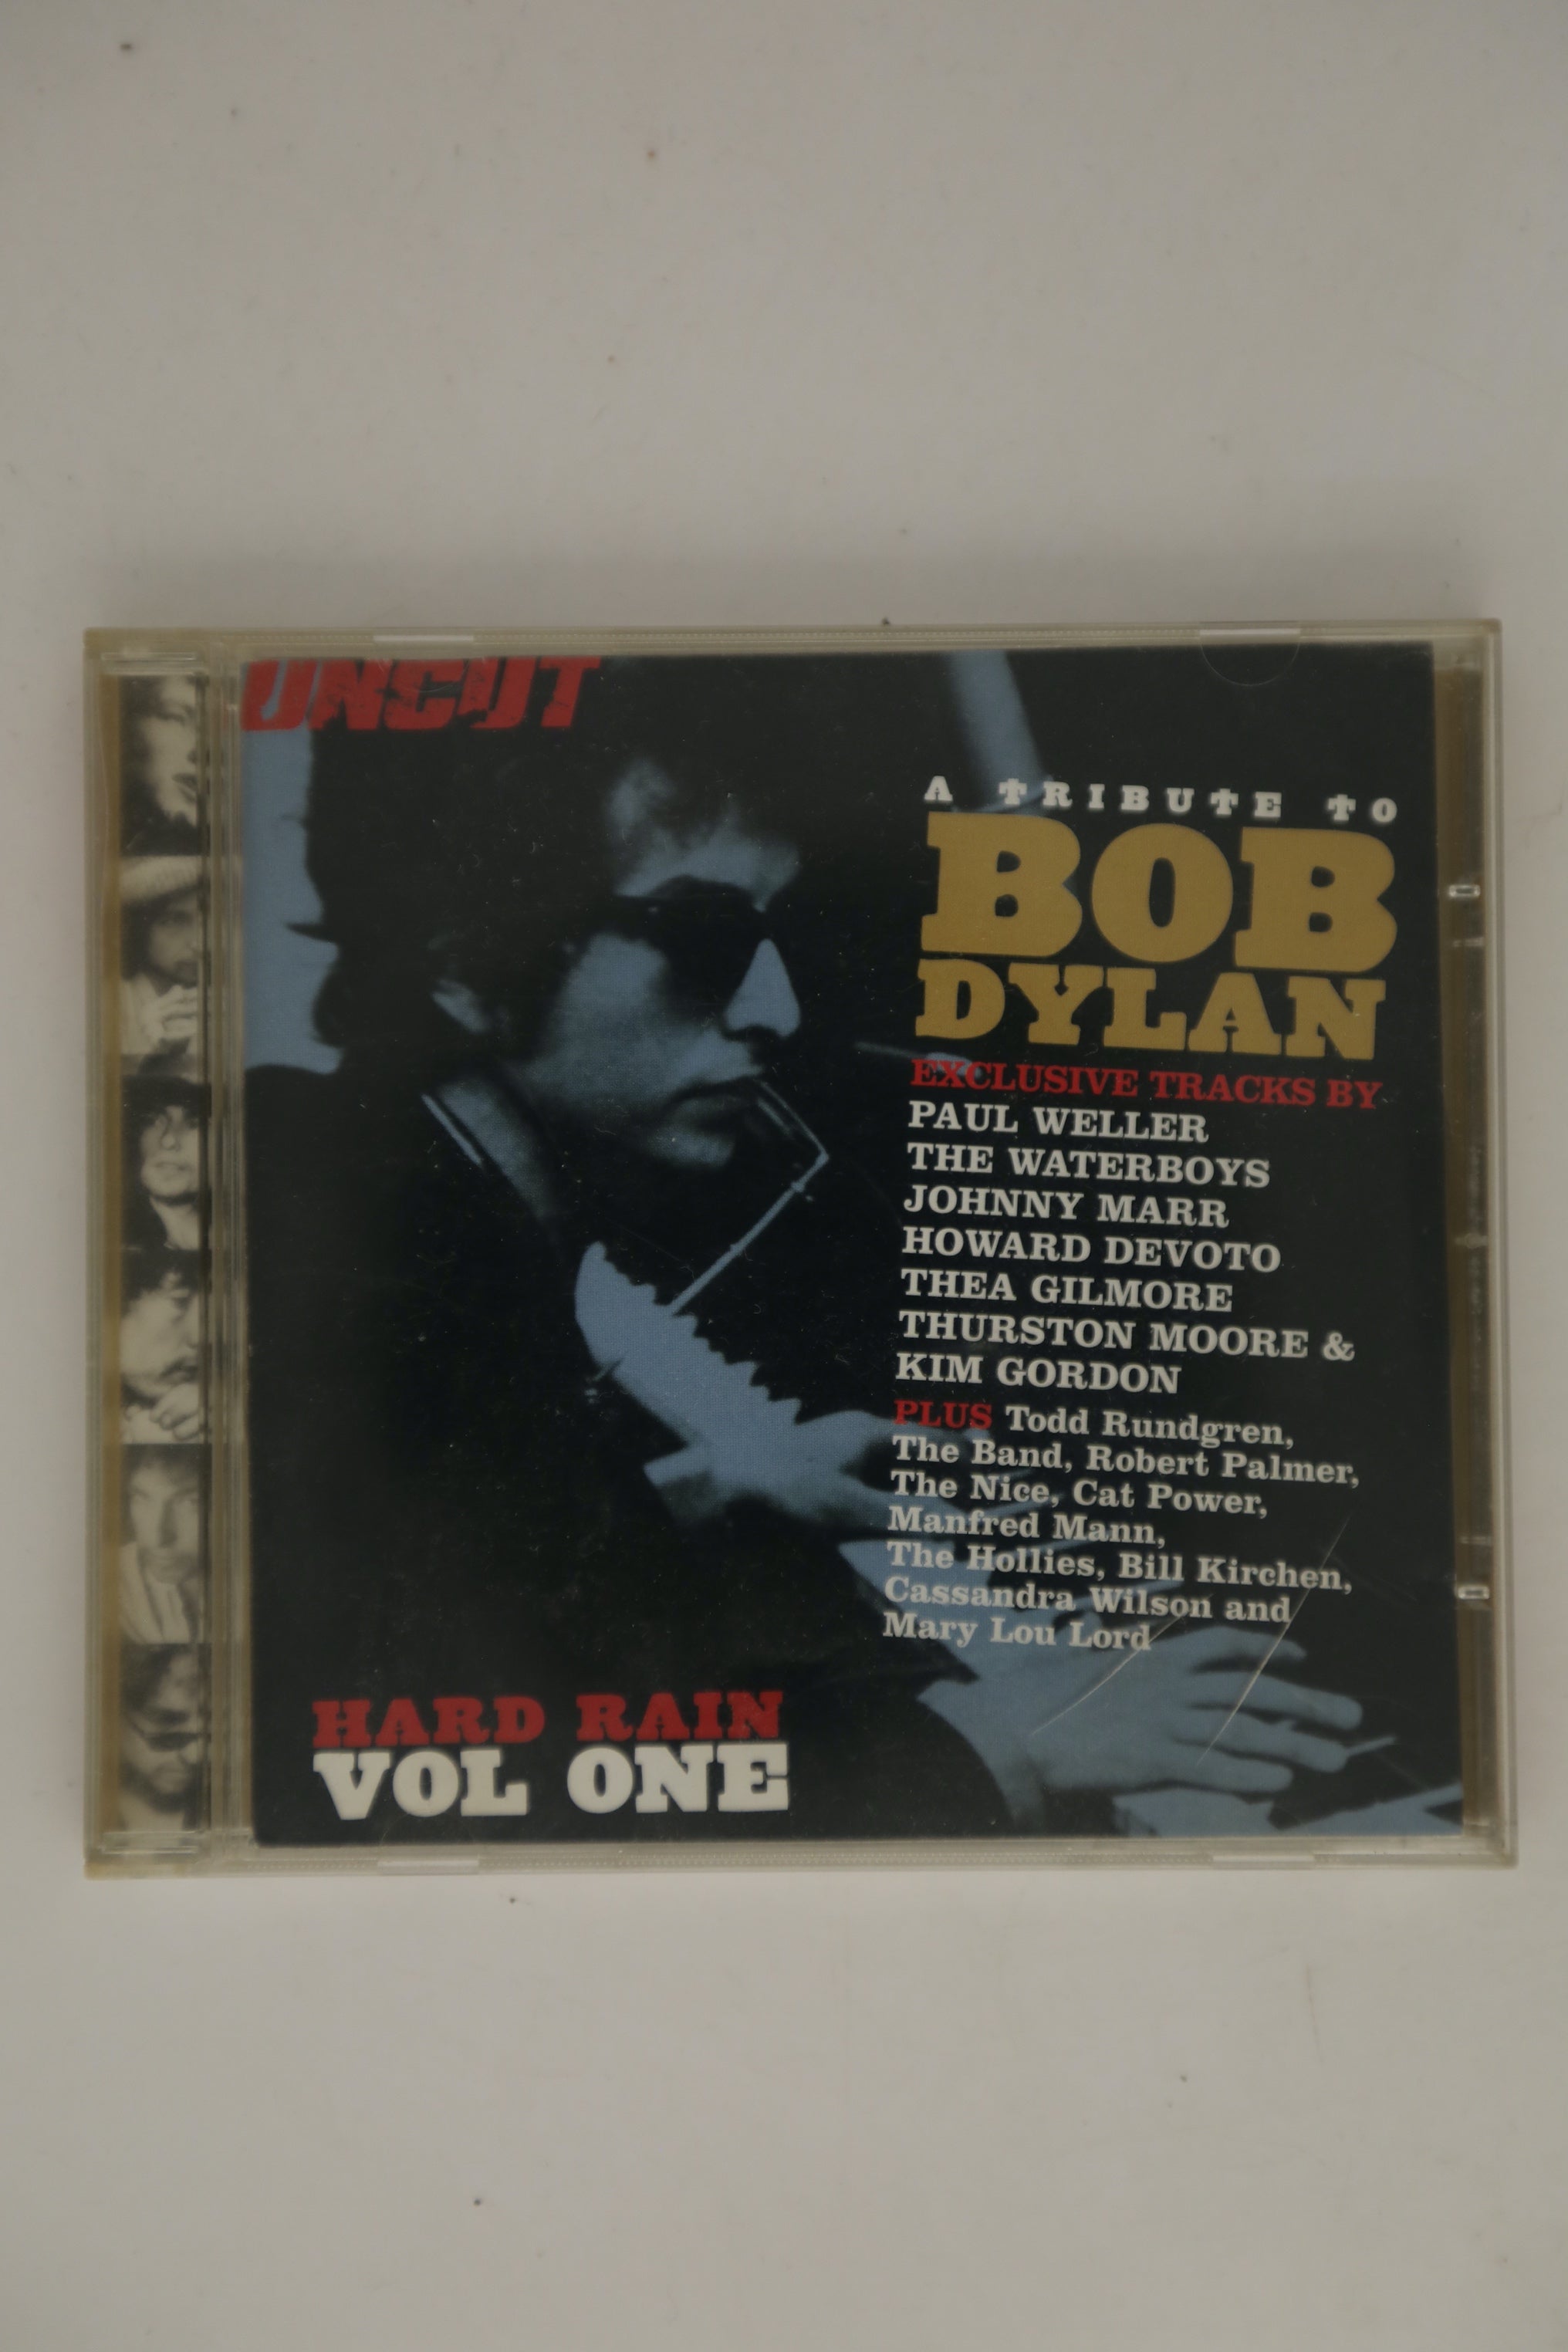 UNCUT
A TRIBUTE TO
BOB
DYLAN
EXCLUSIVE TRACKS BY
PAUL WELLER
THE WATERBOYS
JOHNNY MARR
HOWARD DEVOTO
THEA GILMORE
THURSTON MOORE &
KIM GORDON
PLUS Todd Rundgren,
The Band, Robert Palmer,
The Nice, Cat Power,
Manfred Mann,
The Hollies, Bill Kirchen,
Cassandra Wilson and
Mary Lou Lord
HARD RAIN
VOL ONE